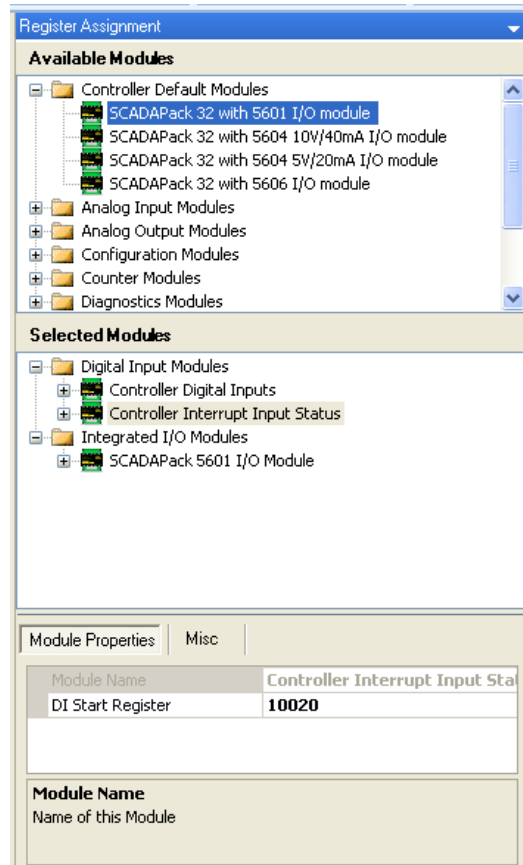 Register Assignment
Available Modules
Controller Default Modules
SCADAPack 32 with 5601 I/O module
SCADAPack 32 with 5604 10V/40mA I/O module
SCADAPack 32 with 5604 5V/20mA I/O module
SCADAPack 32 with 5606 I/O module
Analog Input Modules
Analog Output Modules
Configuration Modules
Counter Modules
Diagnostics Modules
Selected Modules
Digital Input Modules
Controller Digital Inputs
Controller Interrupt Input Status
Integrated I/O Modules
SCADAPack 5601 I/O Module
Module Properties Misc
Module Name Controller Interrupt Input Stat
DI Start Register 10020
Module Name
Name of this Module